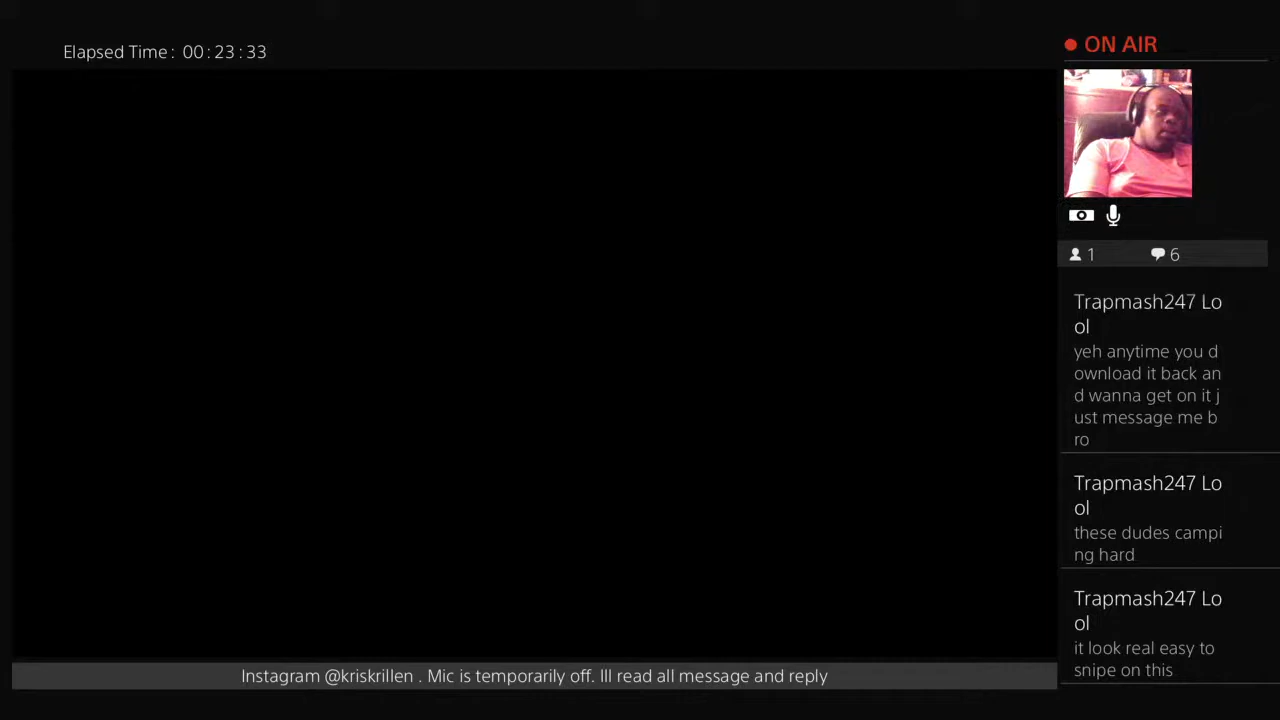 Elapsed Time: 00:23:33
ON AIR
1 6
Trapmash247 Lo
ol
yeh anytime you d
ownload it back an
d wanna get on it j
ust message me b
ro
Trapmash247 Lo
ol
these dudes campi
ng hard
Trapmash247 Lo
ol
it look real easy to
snipe on this
Instagram @kriskrillen . Mic is temporarily off. Ill read all message and reply